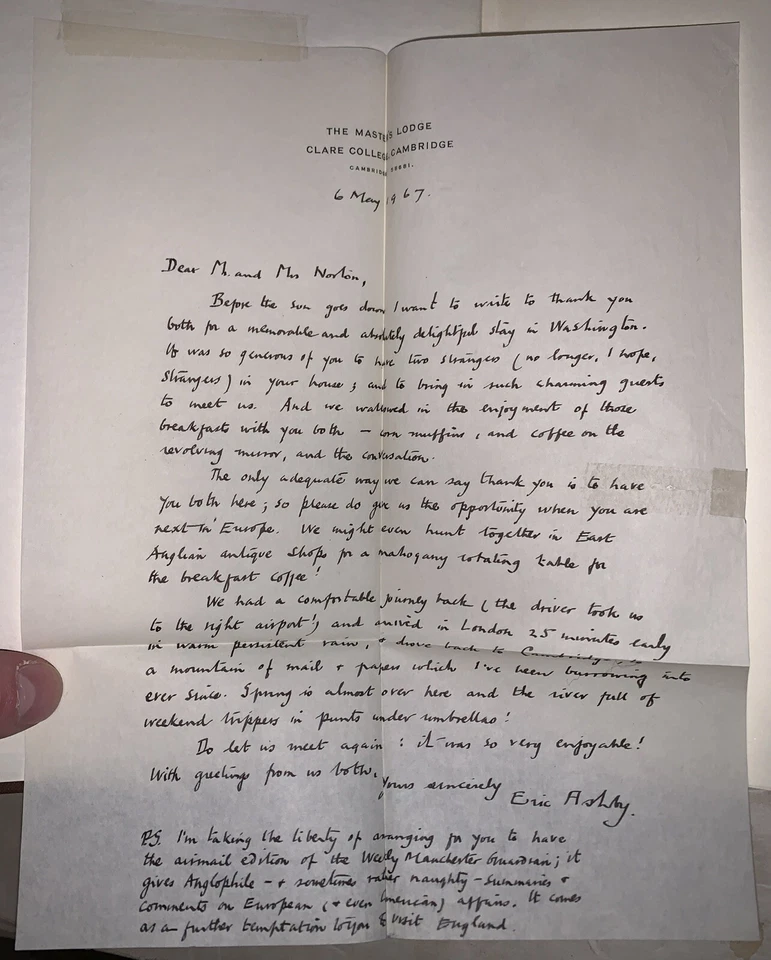 THE MASTER'S LODGE
CLARE COLLEGE CAMBRIDGE
6 May 1967.
Dear Mr. and Mrs Norton,
Before the sun goes down I want to write to thank you
both for a memorable and absolutely delightful stay in Washington.
It was so generous of you to have two strangers (no longer, I hope,
strangers) in your house; and to bring in such charming guests
to meet us. And we wallowed in the enjoyment of those
breakfasts with you both – corn muffins, and coffee on the
revolving mirror, and the conversation.
The only adequate way we can say thank you is to have
you both here; so please do give us the opportunity when you are
next in Europe. We might even hunt together in East
Anglian antique shops for a mahogany rotating table for
the breakfast coffee!
We had a comfortable journey back (the driver took us
to the right airport!) and arrived in London 25 minutes early
in warm persistent rain, & drove back to Cambridge, to
a mountain of mail & papers which I've been burrowing into
ever since. Spring is almost over here and the river full of
weekend trippers in punts under umbrellas!
Do let us meet again: it was so very enjoyable!
With greetings from us both,
Yours sincerely
Eric Ashby.
P.S. I'm taking the liberty of arranging for you to have
the airmail edition of the Weekly Manchester Guardian; it
gives Anglophile – & sometimes rather naughty – summaries &
comments on European (& even American) affairs. It comes
as a further temptation to you to visit England.